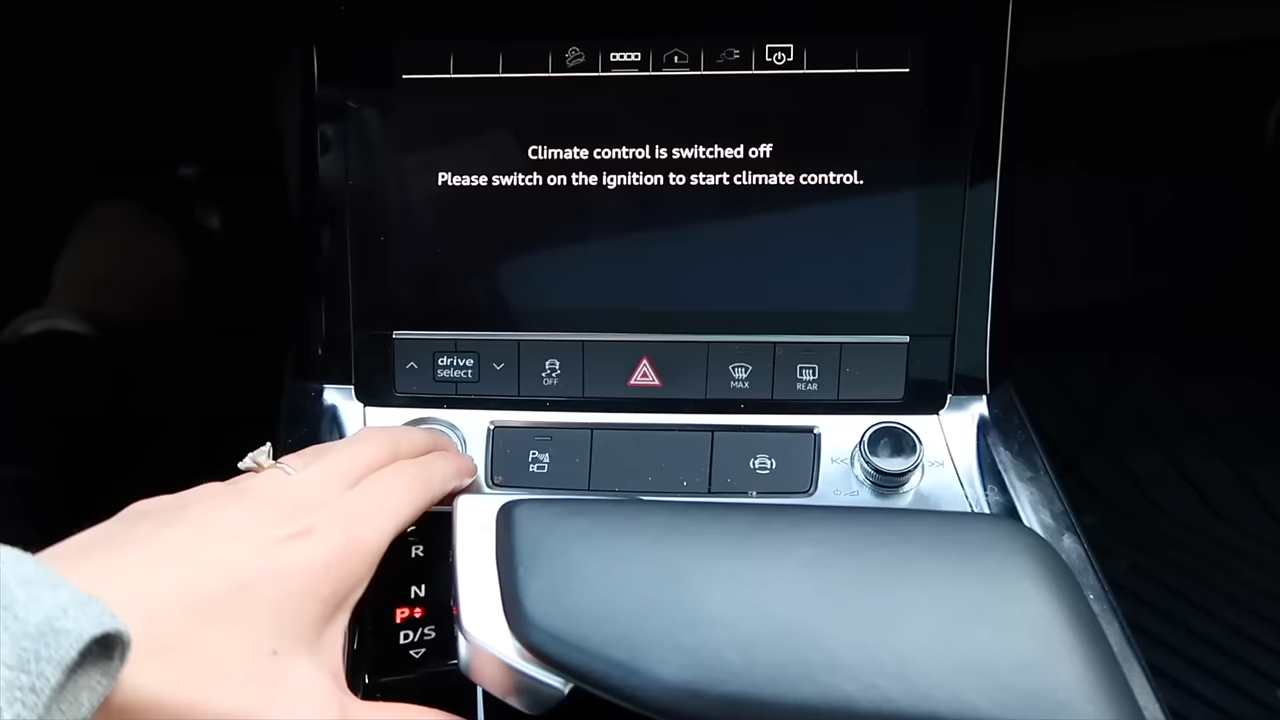 Climate control is switched off
Please switch on the ignition to start climate control.
drive
select
OFF
MAX
REAR
P
R
N
P
D/S